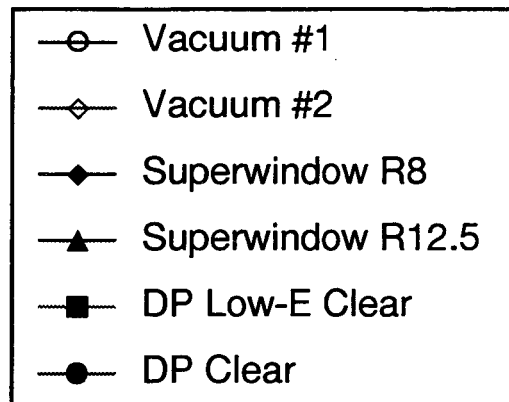 Vacuum #1
Vacuum #2
Superwindow R8
Superwindow R12.5
DP Low-E Clear
DP Clear